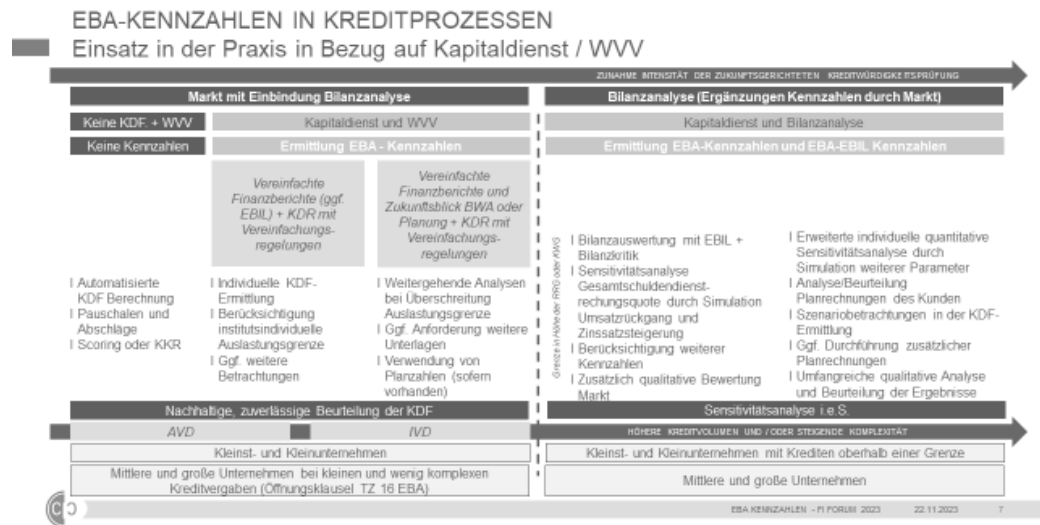 EBA-KENNZAHLEN IN KREDITPROZESSEN
Einsatz in der Praxis in Bezug auf Kapitaldienst / WVV
ZUNAHME INTENSITÄT DER ZUKUNFTSGERICHTETEN KREDITWÜRDIGKEITSPRÜFUNG
Markt mit Einbindung Bilanzanalyse
Keine KDF. + WVV
Kapitaldienst und WVV
Keine Kennzahlen
Ermittlung EBA - Kennzahlen
Vereinfachte
Finanzberichte (ggf.
EBIL) + KDR mit
Vereinfachungs-
regelungen
Vereinfachte
Finanzberichte und
Zukunftsblick BWA oder
Planung + KDR mit
Vereinfachungs-
regelungen
I Automatisierte
KDF Berechnung
I Pauschalen und
Abschläge
I Scoring oder KKR
I Individuelle KDF-
Ermittlung
I Berücksichtigung
institutsindividuelle
Auslastungsgrenze
I Ggf. weitere
Betrachtungen
I Weitergehende Analysen
bei Überschreitung
Auslastungsgrenze
I Ggf. Anforderung weitere
Unterlagen
I Verwendung von
Planzahlen (sofern
vorhanden)
Nachhaltige, zuverlässige Beurteilung der KDF
AVD
IVD
Kleinst- und Kleinunternehmen
Mittlere und große Unternehmen bei kleinen und wenig komplexen
Kreditvergaben (Öffnungsklausel TZ 16 EBA)
Bilanzanalyse (Ergänzungen Kennzahlen durch Markt)
Kapitaldienst und Bilanzanalyse
Ermittlung EBA-Kennzahlen und EBA-EBIL Kennzahlen
Grenze in Höhe der RRG oder KWG
I Bilanzauswertung mit EBIL +
Bilanzkritik
I Sensitivitätsanalyse
Gesamtschuldendienst-
rechungsquote durch Simulation
Umsatzrückgang und
Zinssatzsteigerung
I Berücksichtigung weiterer
Kennzahlen
I Zusätzlich qualitative Bewertung
Markt
I Erweiterte individuelle quantitative
Sensitivitätsanalyse durch
Simulation weiterer Parameter
I Analyse/Beurteilung
Planrechnungen des Kunden
I Szenariobetrachtungen in der KDF-
Ermittlung
I Ggf. Durchführung zusätzlicher
Planrechnungen
I Umfangreiche qualitative Analyse
und Beurteilung der Ergebnisse
Sensitivitätsanalyse i.e.S.
HÖHERE KREDITVOLUMEN UND / ODER STEIGENDE KOMPLEXITÄT
Kleinst- und Kleinunternehmen mit Krediten oberhalb einer Grenze
Mittlere und große Unternehmen
EBA KENNZAHLEN - FI FORUM 2023 22.11.2023 7